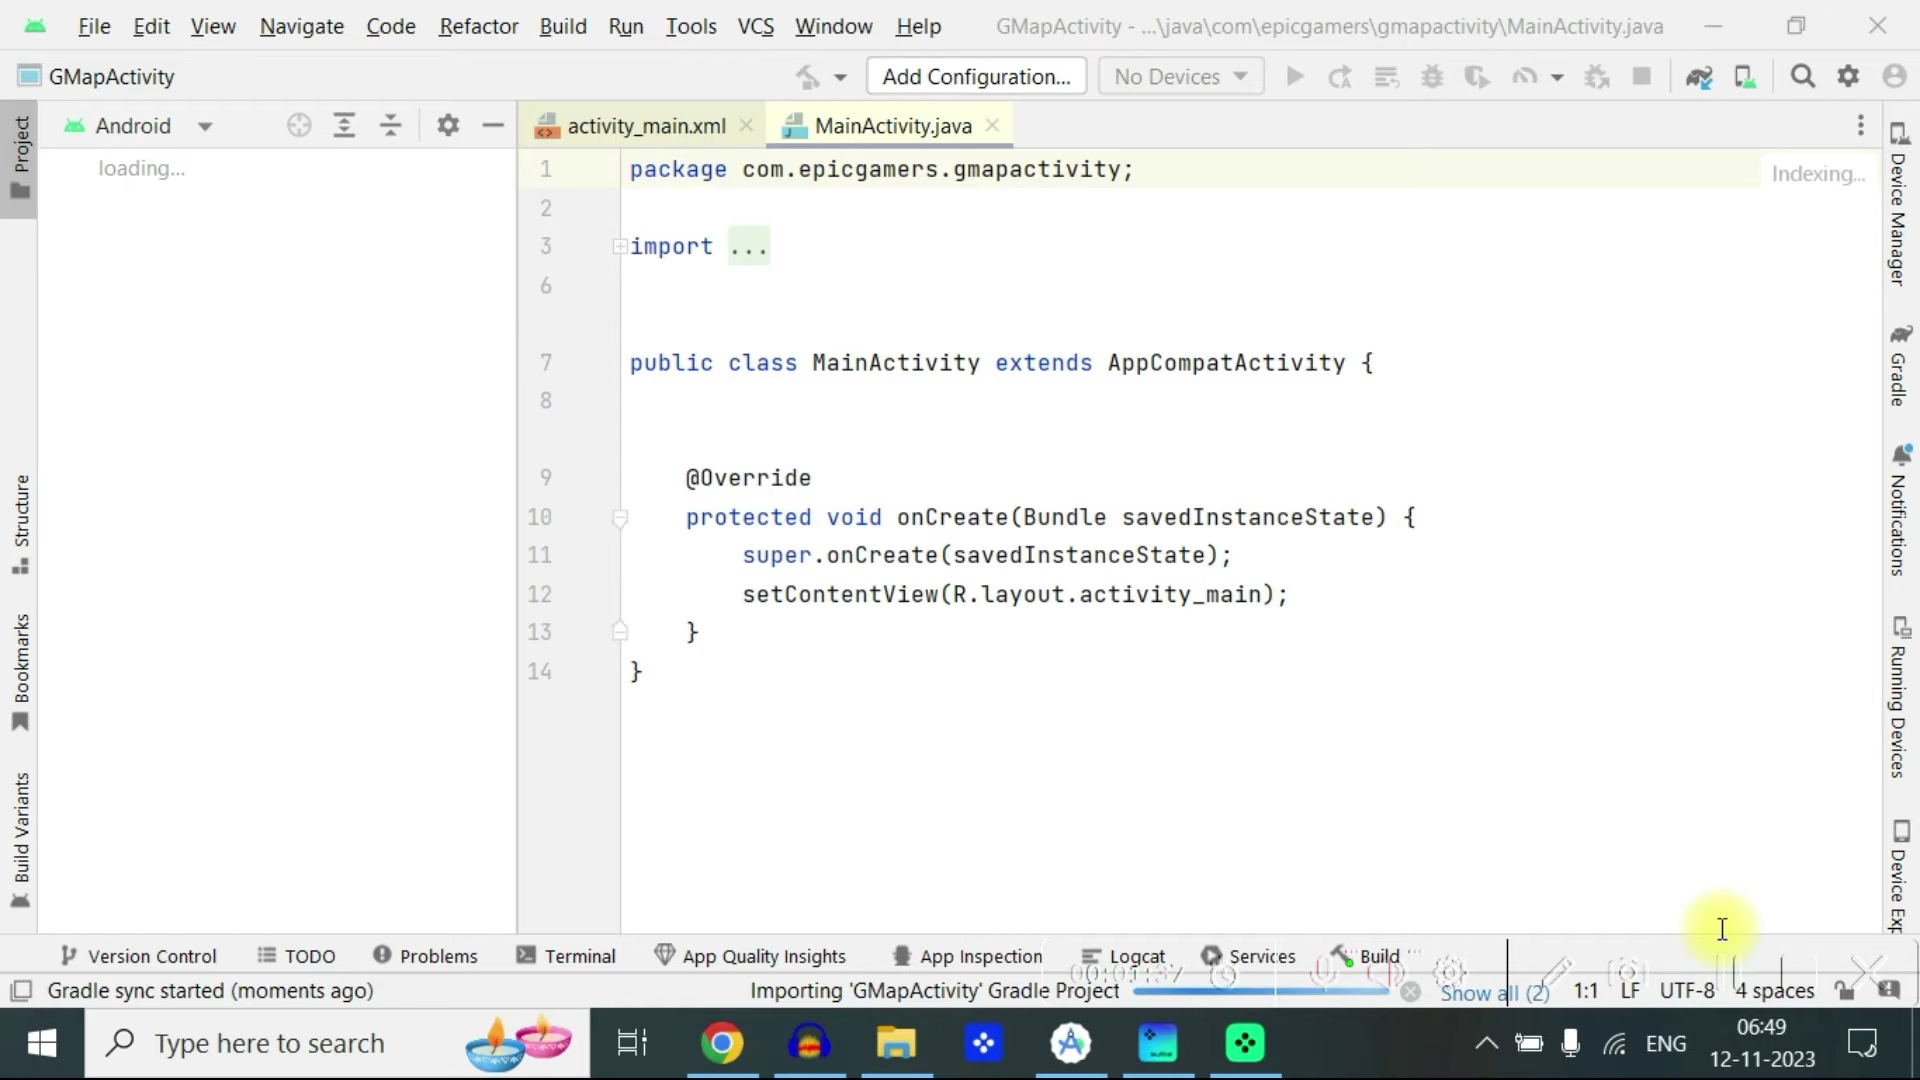 File Edit View Navigate Code Refactor Build Run Tools VCS Window Help GMapActivity - ...\java\com\epicgamers\gmapactivity\MainActivity.java
GMapActivity Add Configuration... No Devices
Project Android activity_main.xml MainActivity.java
loading...
1 package com.epicgamers.gmapactivity; Indexing...
2
3 import ...
6
7 public class MainActivity extends AppCompatActivity {
8
9 @Override
10 protected void onCreate(Bundle savedInstanceState) {
11 super.onCreate(savedInstanceState);
12 setContentView(R.layout.activity_main);
13 }
14 }
Structure
Bookmarks
Build Variants
Device Manager
Gradle
Notifications
Running Devices
Device Exp
Version Control TODO Problems Terminal App Quality Insights App Inspection Logcat Services Build
00:01:37
Gradle sync started (moments ago) Importing 'GMapActivity' Gradle Project Show all (2) 1:1 LF UTF-8 4 spaces
Type here to search ENG 06:49
12-11-2023